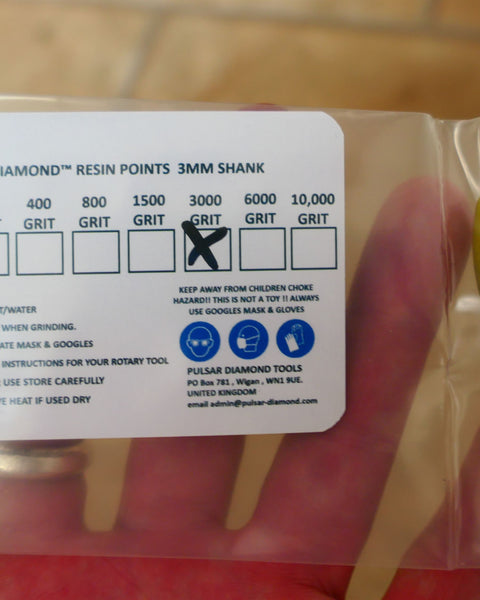 IAMOND™ RESIN POINTS 3MM SHANK
400 800 1500 3000 6000 10,000
GRIT GRIT GRIT GRIT GRIT GRIT
X
KEEP AWAY FROM CHILDREN CHOKE
HAZARD!! THIS IS NOT A TOY !! ALWAYS
USE GOOGLES MASK & GLOVES
T/WATER
WHEN GRINDING.
ATE MASK & GOOGLES
INSTRUCTIONS FOR YOUR ROTARY TOOL
USE STORE CAREFULLY
E HEAT IF USED DRY
PULSAR DIAMOND TOOLS
PO Box 781 , Wigan , WN1 9UE.
UNITED KINGDOM
email admin@pulsar-diamond.com